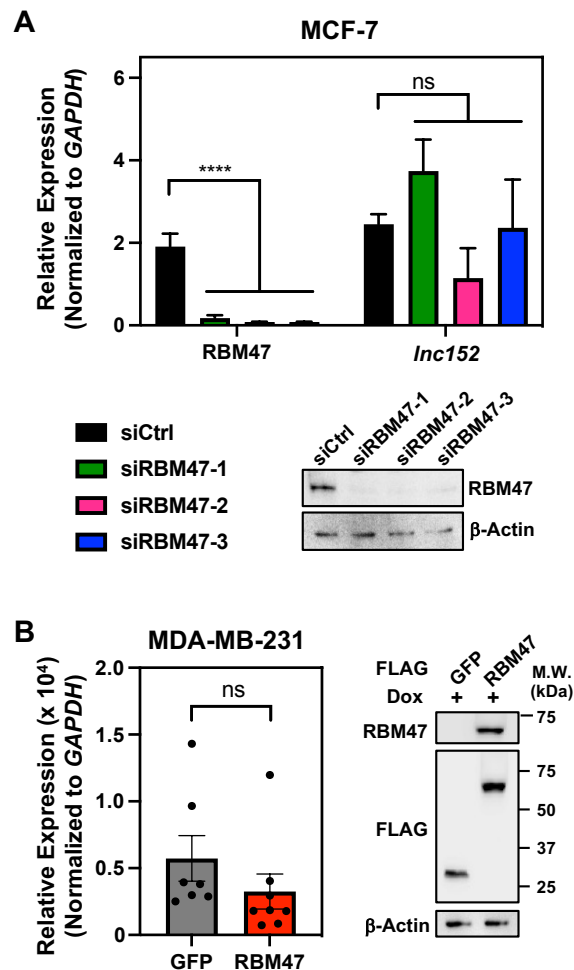 A
MCF-7
Relative Expression
(Normalized to GAPDH)
6
4
2
0
ns
****
RBM47
lnc152
siCtrl
siRBM47-1
siRBM47-2
siRBM47-3
siCtrl
siRBM47-1
siRBM47-2
siRBM47-3
RBM47
β-Actin
B
MDA-MB-231
Relative Expression (x 10⁴)
(Normalized to GAPDH)
2.0
1.5
1.0
0.5
0
ns
GFP
RBM47
FLAG
GFP
RBM47
M.W.
(kDa)
Dox
+
+
RBM47
75
FLAG
75
50
37
25
β-Actin